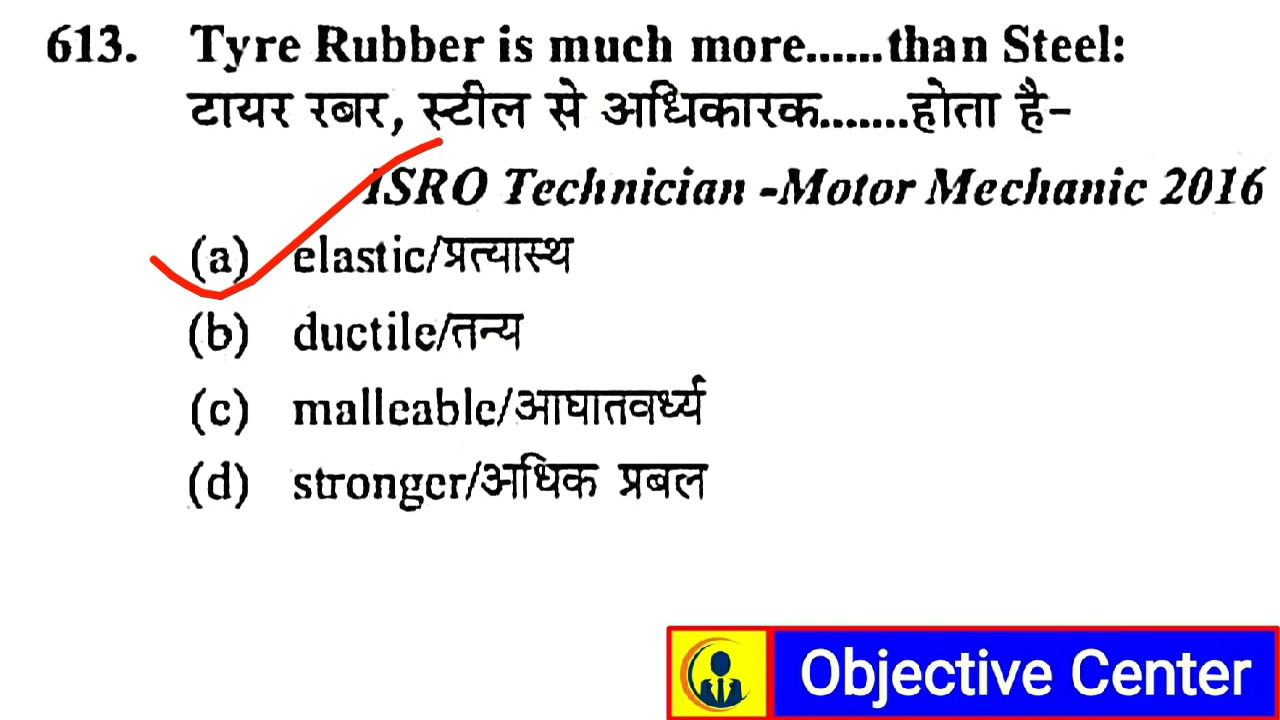 613. Tyre Rubber is much more......than Steel:
टायर रबर, स्टील से अधिकारक.......होता है–
ISRO Technician -Motor Mechanic 2016
(a) elastic/प्रत्यास्थ
(b) ductile/तन्य
(c) malleable/आघातवर्ध्य
(d) stronger/अधिक प्रबल
Objective Center